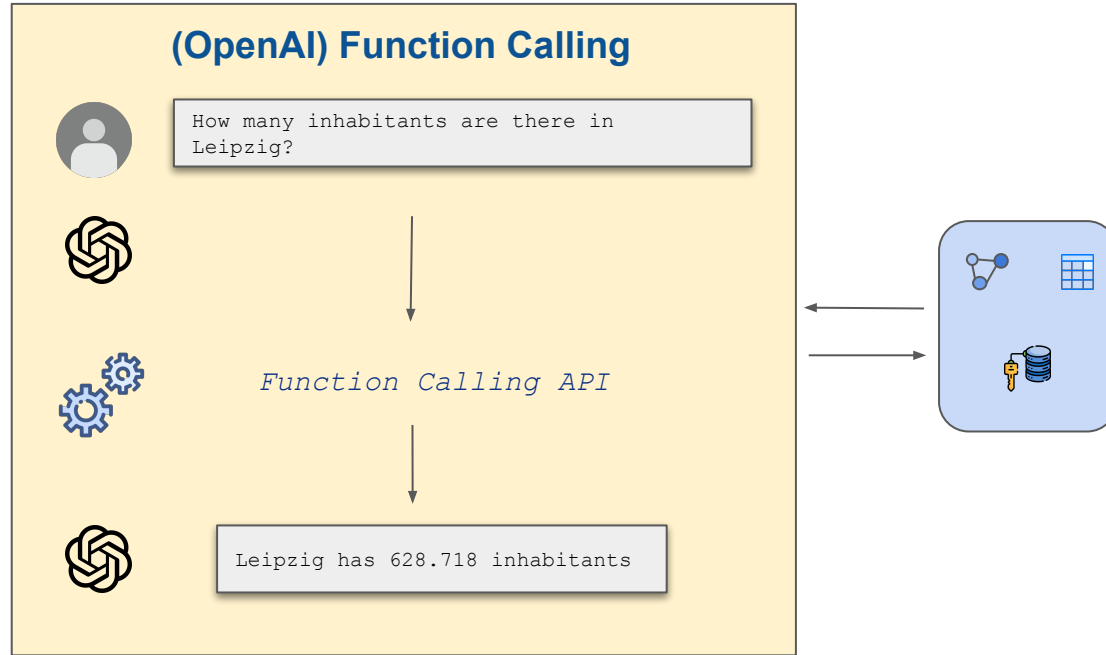 (OpenAI) Function Calling
How many inhabitants are there in
Leipzig?
Function Calling API
Leipzig has 628.718 inhabitants